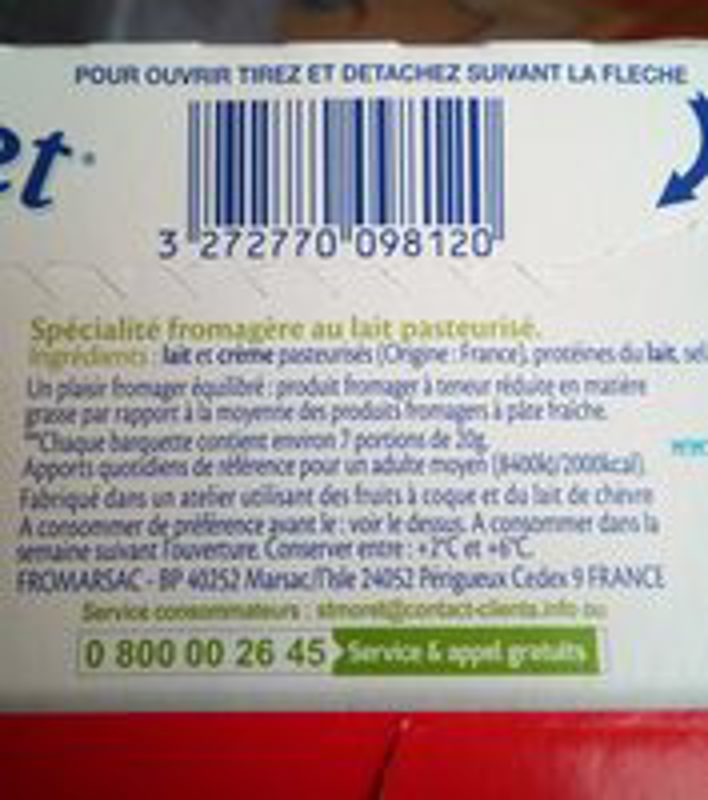 POUR OUVRIR TIREZ ET DETACHEZ SUIVANT LA FLECHE
et®
3 272770 098120
Spécialité fromagère au lait pasteurisé.
Ingrédients : lait et crème pasteurisés (Origine : France), protéines du lait, sel
Un plaisir fromager équilibré : produit fromager à teneur réduite en matière
grasse par rapport à la moyenne des produits fromagers à pâte fraîche.
**Chaque barquette contient environ 7 portions de 20g.
Apports quotidiens de référence pour un adulte moyen (8400kJ/2000kcal).
Fabriqué dans un atelier utilisant des fruits à coque et du lait de chèvre
A consommer de préférence avant le : voir le dessus. A consommer dans la
semaine suivant l'ouverture. Conserver entre : +2°C et +6°C.
FROMARSAC - BP 40252 Marsac/l'Isle 24052 Périgueux Cedex 9 FRANCE
Service consommateurs : stmoret@contact-clients.info ou
0 800 00 26 45 Service & appel gratuits